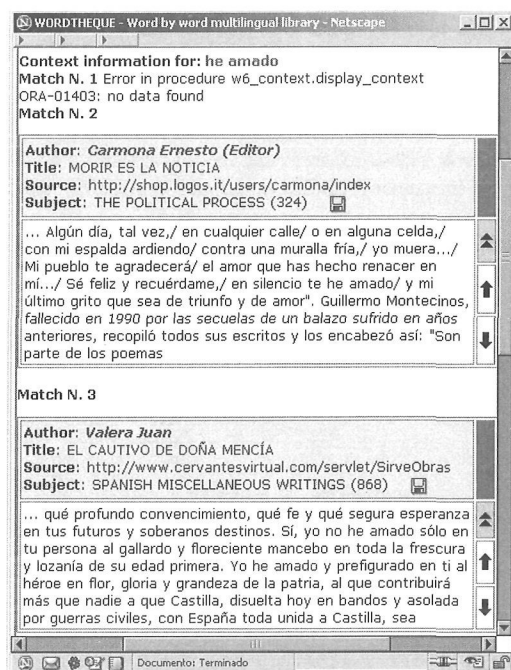 WORDTHEQUE - Word by word multilingual library - Netscape
Context information for: he amado
Match N. 1 Error in procedure w6_context.display_context
ORA-01403: no data found
Match N. 2
Author: Carmona Ernesto (Editor)
Title: MORIR ES LA NOTICIA
Source: http://shop.logos.it/users/carmona/index
Subject: THE POLITICAL PROCESS (324)
... Algún día, tal vez,/ en cualquier calle/ o en alguna celda,/
con mi espalda ardiendo/ contra una muralla fría,/ yo muera.../
Mi pueblo te agradecerá/ el amor que has hecho renacer en
mí.../ Sé feliz y recuérdame,/ en silencio te he amado/ y mi
último grito que sea de triunfo y de amor". Guillermo Montecinos,
fallecido en 1990 por las secuelas de un balazo sufrido en años
anteriores, recopiló todos sus escritos y los encabezó así: "Son
parte de los poemas
Match N. 3
Author: Valera Juan
Title: EL CAUTIVO DE DOÑA MENCÍA
Source: http://www.cervantesvirtual.com/servlet/SirveObras
Subject: SPANISH MISCELLANEOUS WRITINGS (868)
... qué profundo convencimiento, qué fe y qué segura esperanza
en tus futuros y soberanos destinos. Sí, yo no he amado sólo en
tu persona al gallardo y floreciente mancebo en toda la frescura
y lozanía de su edad primera. Yo he amado y prefigurado en ti al
héroe en flor, gloria y grandeza de la patria, al que contribuirá
más que nadie a que Castilla, disuelta hoy en bandos y asolada
por guerras civiles, con España toda unida a Castilla, sea
Documento: Terminado